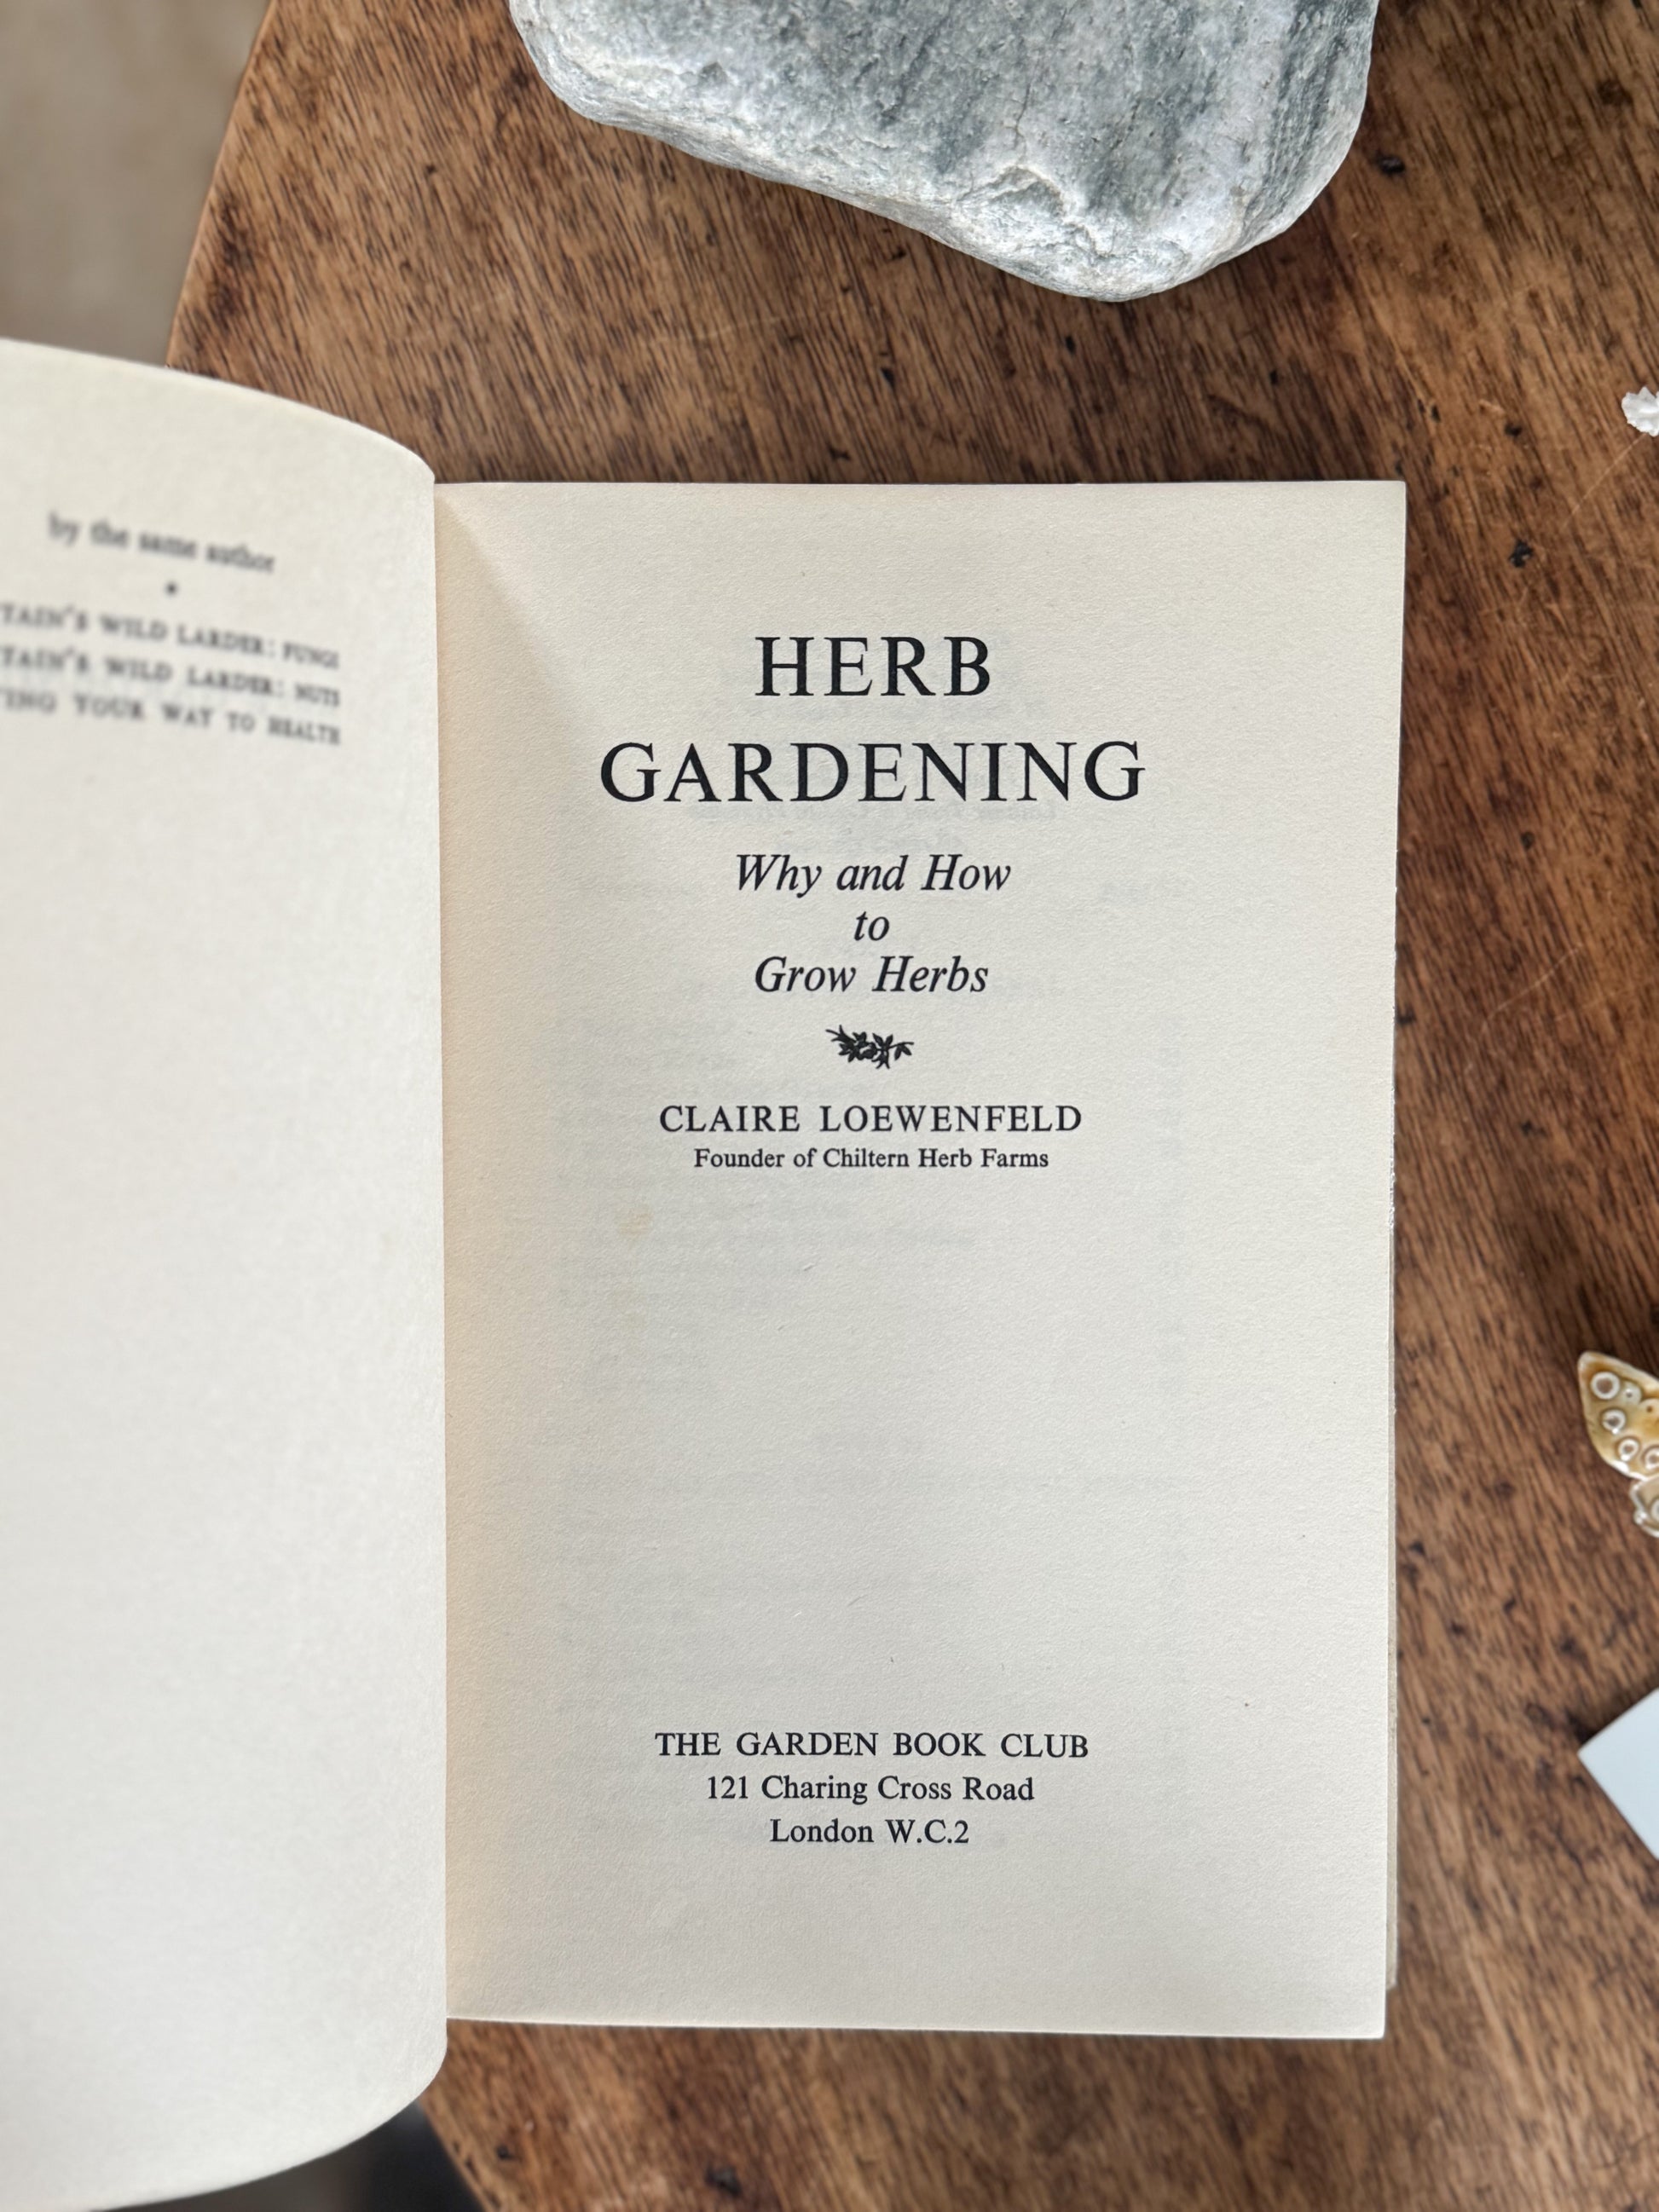 by the same author
TAIN'S WILD LARDER: FUNGI
TAIN'S WILD LARDER: NUTS
ING YOUR WAY TO HEALTH
HERB
GARDENING
Why and How
to
Grow Herbs
CLAIRE LOEWENFELD
Founder of Chiltern Herb Farms
THE GARDEN BOOK CLUB
121 Charing Cross Road
London W.C.2